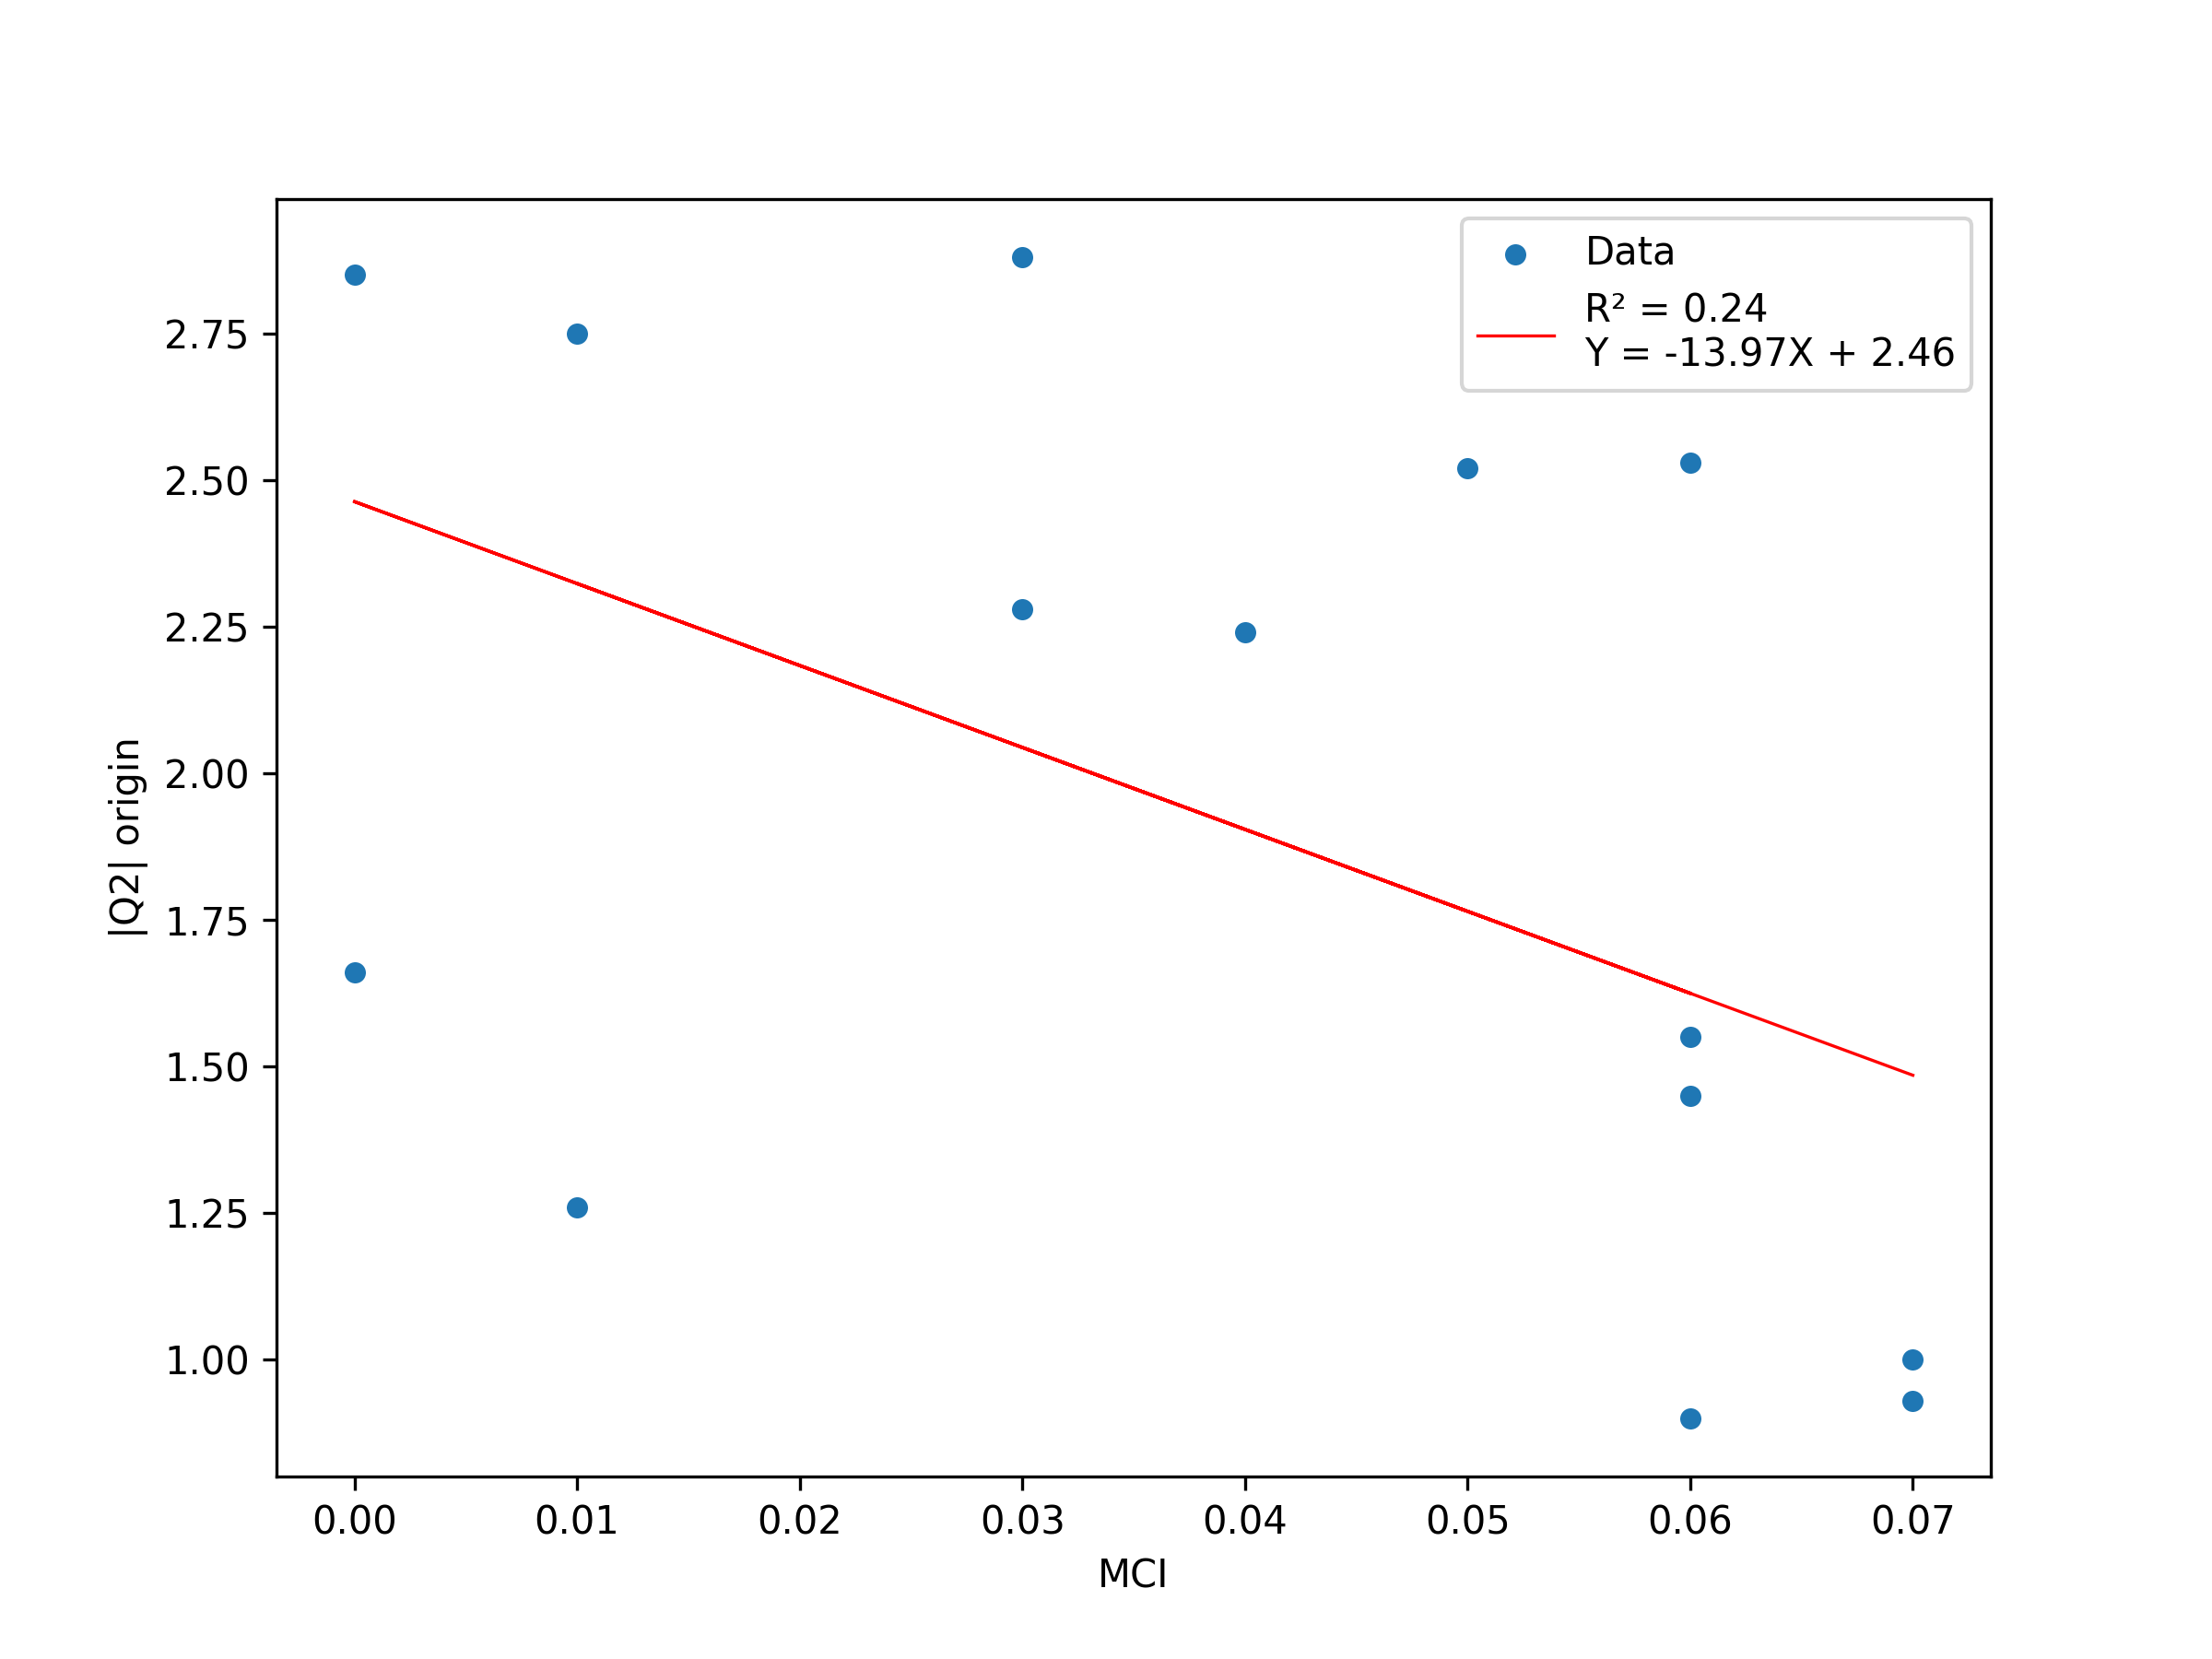 Data
R² = 0.24
Y = -13.97X + 2.46
2.75
2.50
2.25
2.00
1.75
1.50
1.25
1.00
|Q2| origin
0.00 0.01 0.02 0.03 0.04 0.05 0.06 0.07
MCI